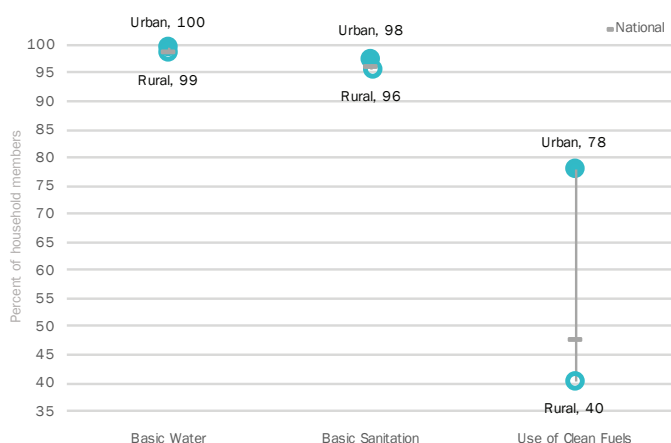 Urban, 100
Urban, 98
National
100
Rural, 99
95
Rural, 96
90
85
Urban, 78
80
75
70
65
60
55
50
45
40
Rural, 40
35
Percent of household members
Basic Water
Basic Sanitation
Use of Clean Fuels